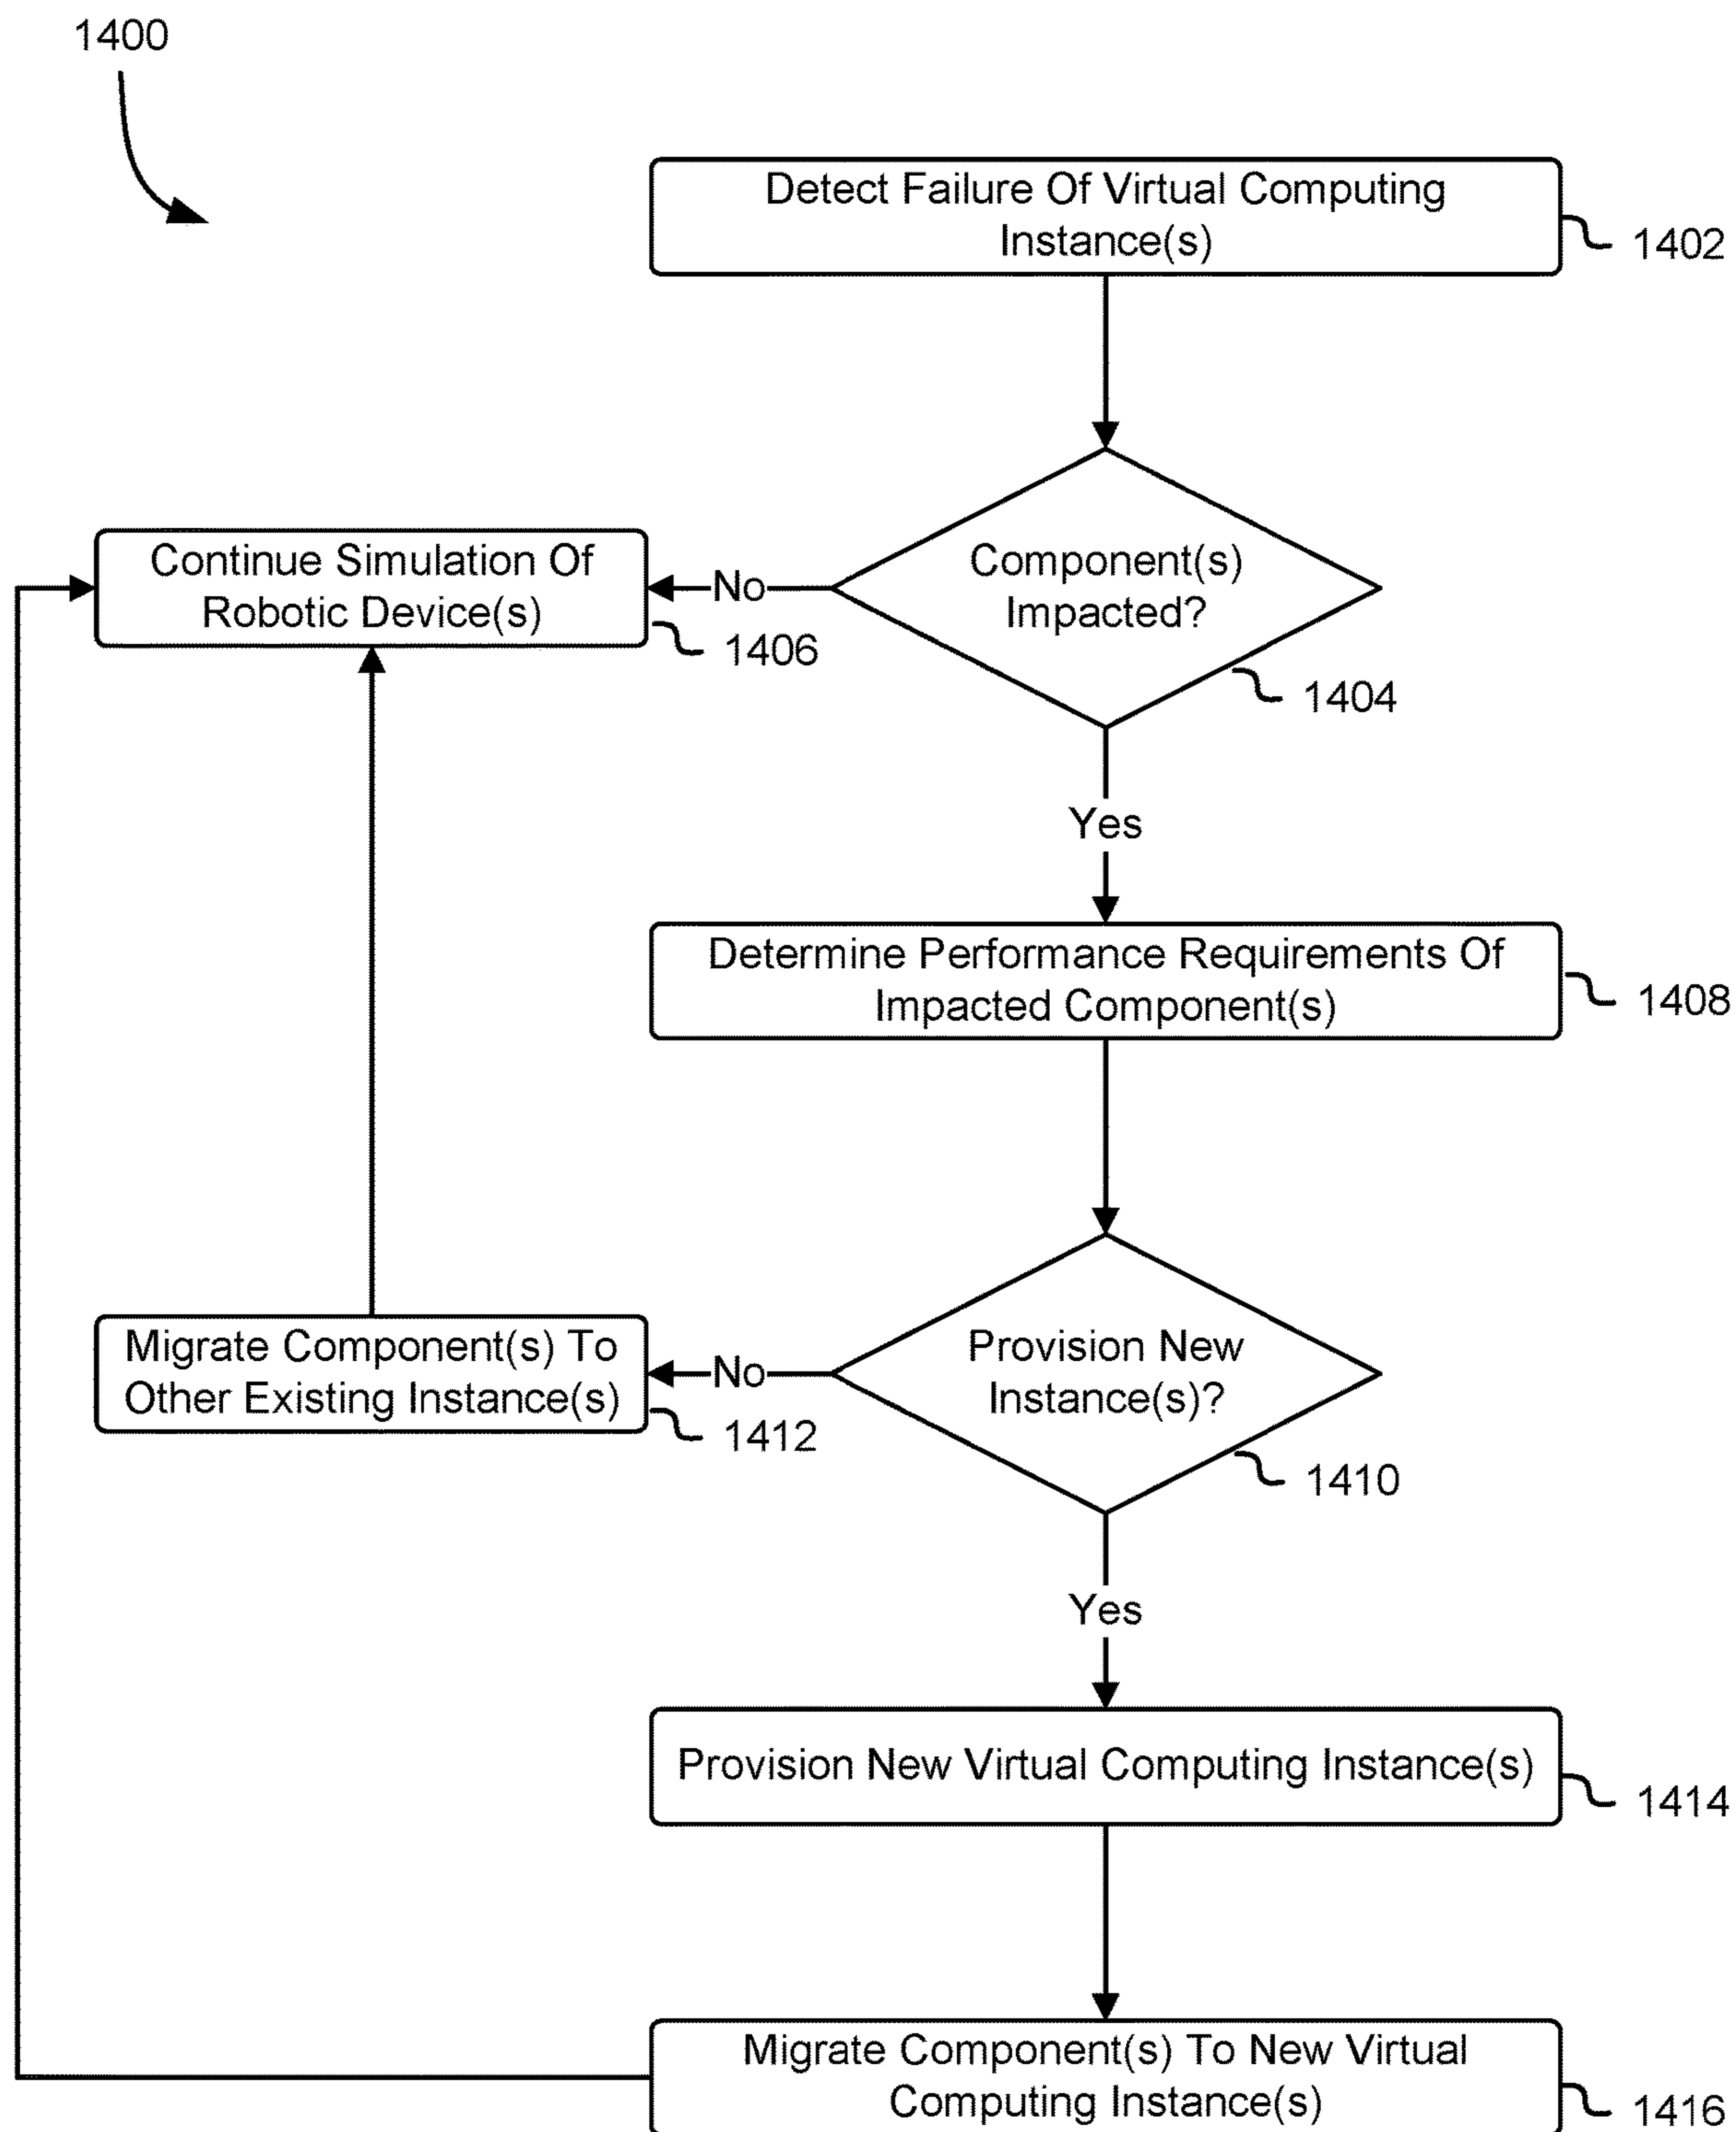 1400
Detect Failure Of Virtual Computing
Instance(s)
1402
Component(s)
Impacted?
1404
No
Continue Simulation Of
Robotic Device(s)
1406
Yes
Determine Performance Requirements Of
Impacted Component(s)
1408
Provision New
Instance(s)?
1410
No
Migrate Component(s) To
Other Existing Instance(s)
1412
Yes
Provision New Virtual Computing Instance(s)
1414
Migrate Component(s) To New Virtual
Computing Instance(s)
1416